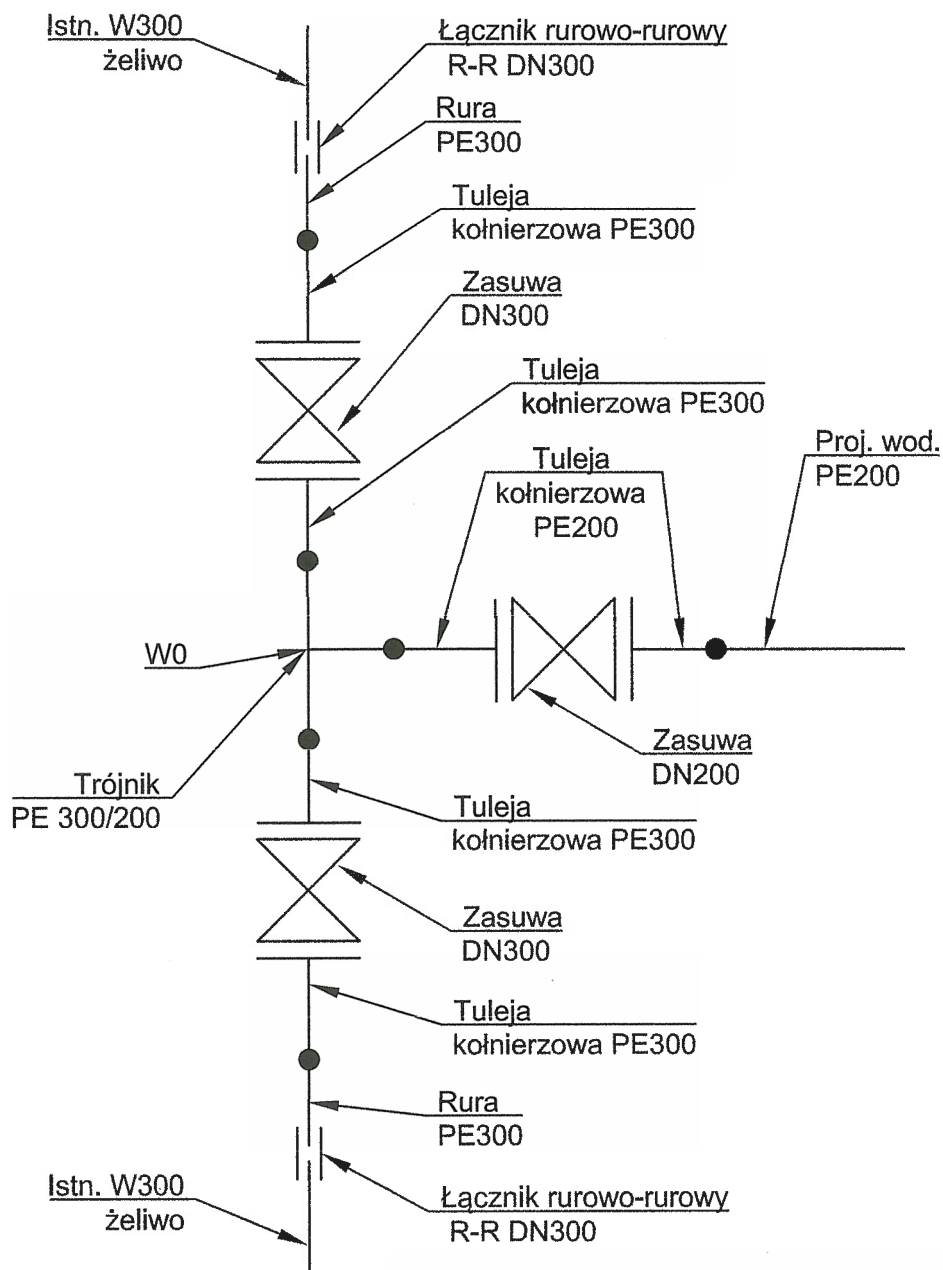 Istn. W300
żeliwo
Łącznik rurowo-rurowy
R-R DN300
Rura
PE300
Tuleja
kołnierzowa PE300
Zasuwa
DN300
Tuleja
kołnierzowa PE300
Proj. wod.
PE200
Tuleja
kołnierzowa
PE200
W0
Zasuwa
DN200
Trójnik
PE 300/200
Tuleja
kołnierzowa PE300
Zasuwa
DN300
Tuleja
kołnierzowa PE300
Rura
PE300
Istn. W300
żeliwo
Łącznik rurowo-rurowy
R-R DN300